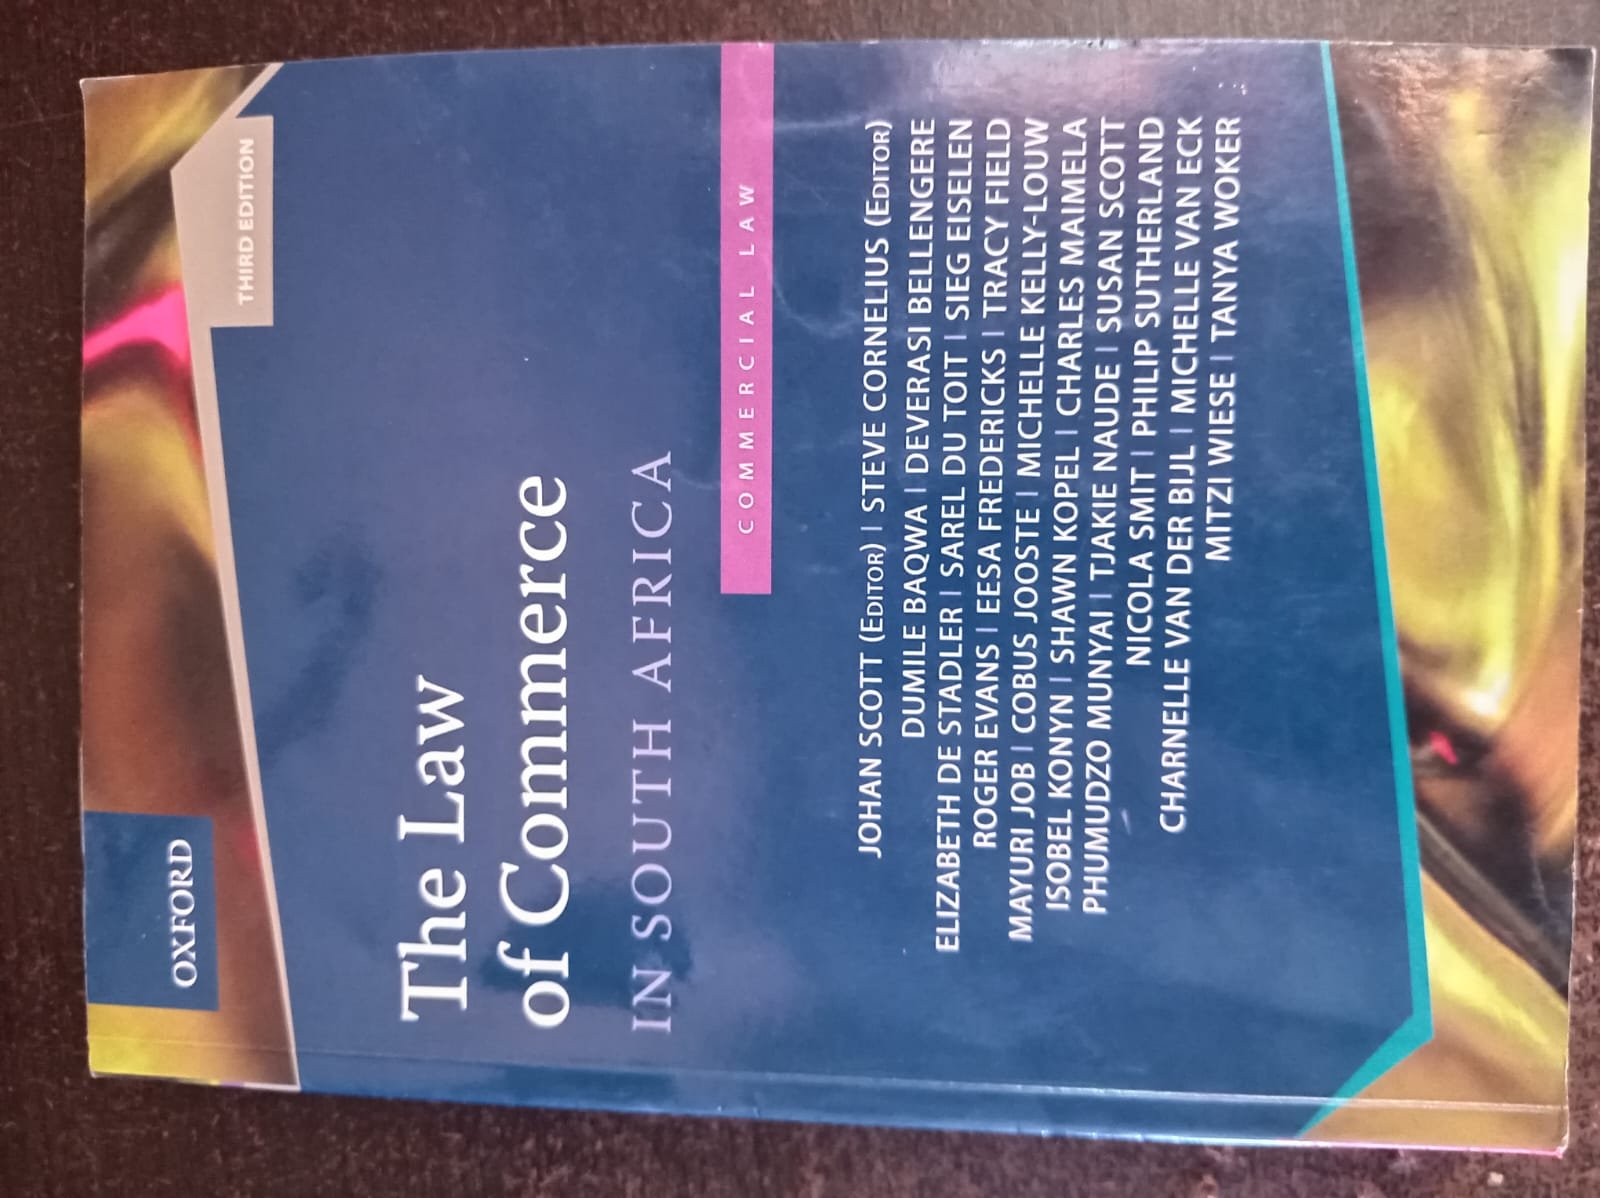 OXFORD
THIRD EDITION
The Law
of Commerce
IN SOUTH AFRICA
COMMERCIAL LAW
JOHAN SCOTT (EDITOR) | STEVE CORNELIUS (EDITOR)
DUMILE BAQWA | DEVERASI BELLENGERE
ELIZABETH DE STADLER | SAREL DU TOIT | SIEG EISELEN
ROGER EVANS | EESA FREDERICKS | TRACY FIELD
MAYURI JOB | COBUS JOOSTE | MICHELLE KELLY-LOUW
ISOBEL KONYN | SHAWN KOPEL | CHARLES MAIMELA
PHUMUDZO MUNYAI | TJAKIE NAUDE | SUSAN SCOTT
NICOLA SMIT | PHILIP SUTHERLAND
CHARNELLE VAN DER BIJL | MICHELLE VAN ECK
MITZI WIESE | TANYA WOKER